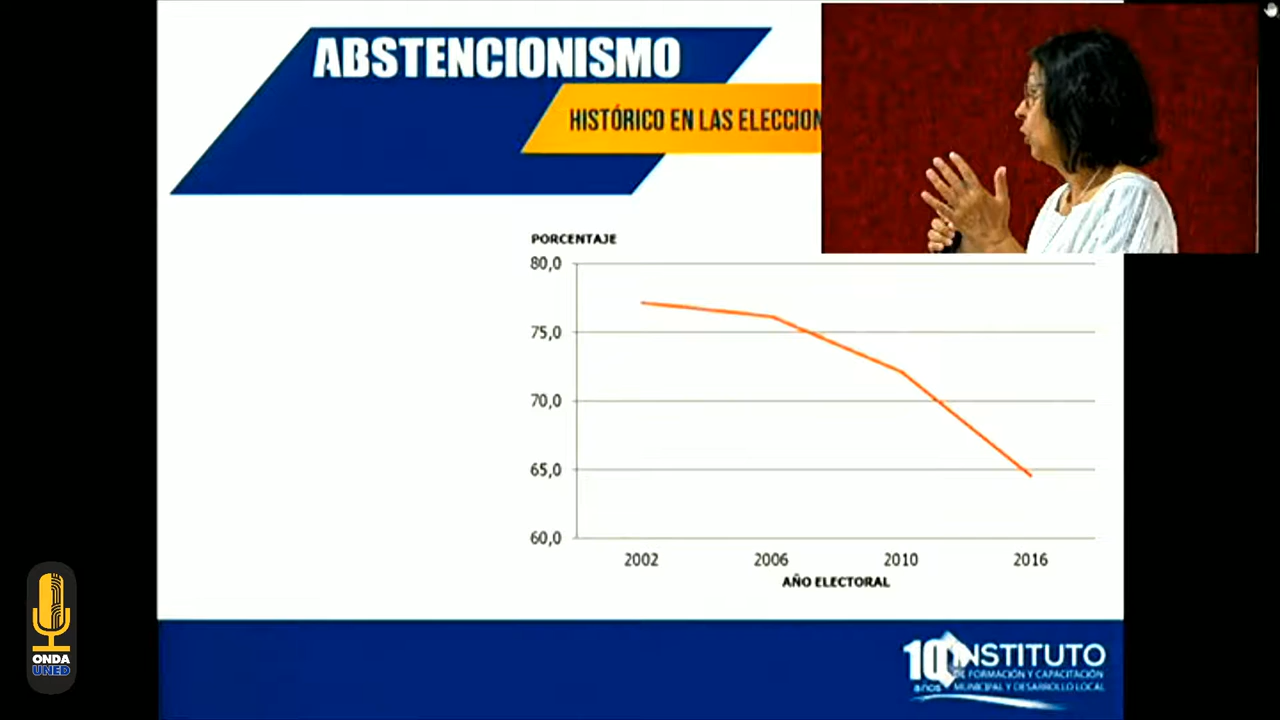 ABSTENCIONISMO
HISTÓRICO EN LAS ELECCION
PORCENTAJE
80,0
75,0
70,0
65,0
60,0
2002 2006 2010 2016
AÑO ELECTORAL
ONDA
UNED
10 INSTITUTO
años DE FORMACIÓN Y CAPACITACIÓN
MUNICIPAL Y DESARROLLO LOCAL